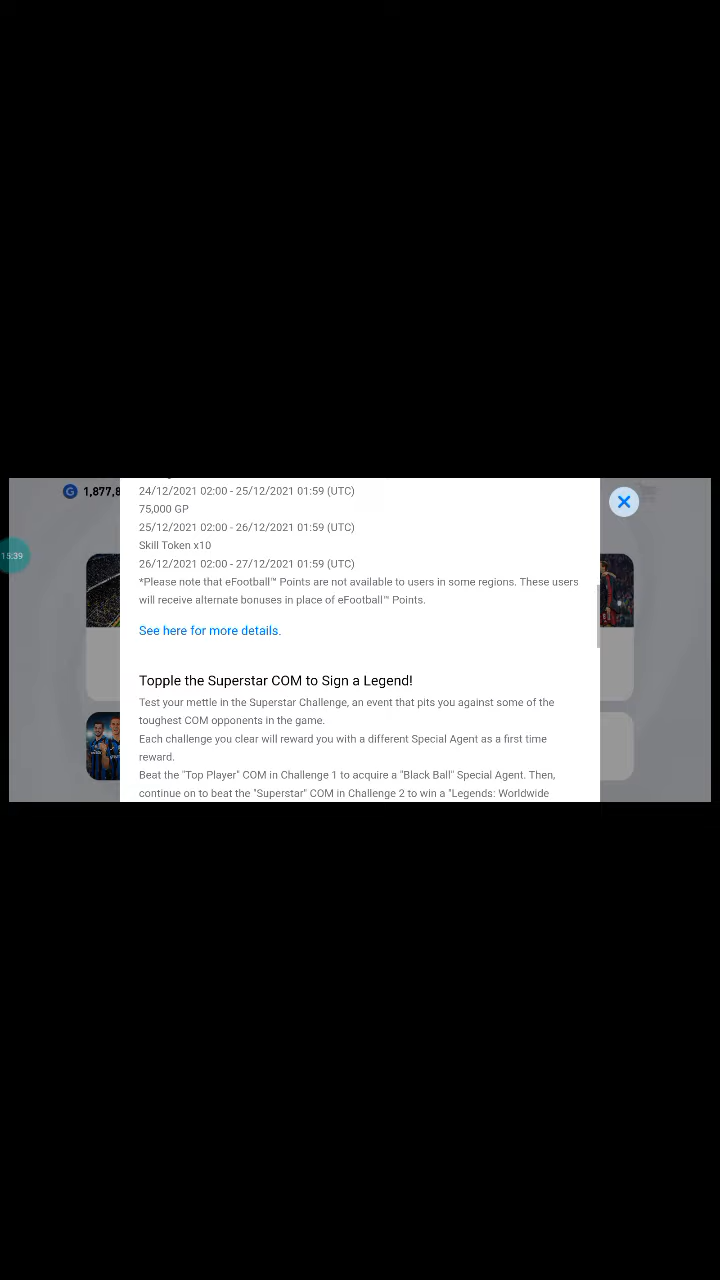 G 1,877,8
24/12/2021 02:00 - 25/12/2021 01:59 (UTC)
75,000 GP
25/12/2021 02:00 - 26/12/2021 01:59 (UTC)
15:39
Skill Token x10
26/12/2021 02:00 - 27/12/2021 01:59 (UTC)
*Please note that eFootball™ Points are not available to users in some regions. These users
will receive alternate bonuses in place of eFootball™ Points.
See here for more details.
Topple the Superstar COM to Sign a Legend!
Test your mettle in the Superstar Challenge, an event that pits you against some of the
toughest COM opponents in the game.
Each challenge you clear will reward you with a different Special Agent as a first time
reward.
Beat the "Top Player" COM in Challenge 1 to acquire a "Black Ball" Special Agent. Then,
continue on to beat the "Superstar" COM in Challenge 2 to win a "Legends: Worldwide